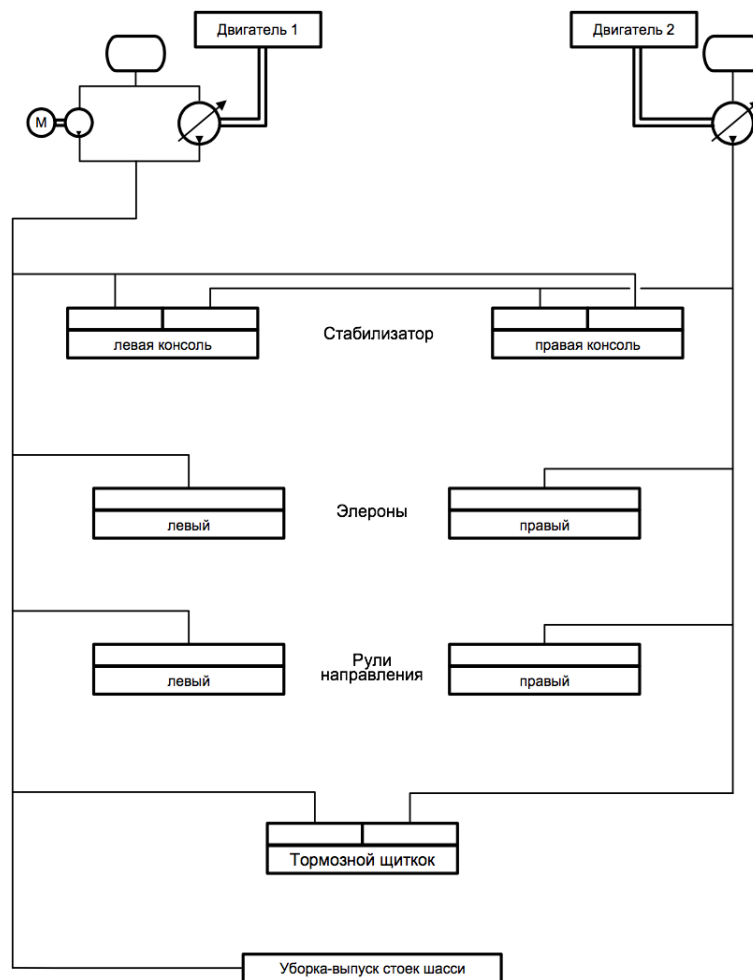 Двигатель 1
Двигатель 2
М
Стабилизатор
левая консоль
правая консоль
Элероны
левый
правый
Рули
направления
левый
правый
Тормозной щиткок
Уборка-выпуск стоек шасси